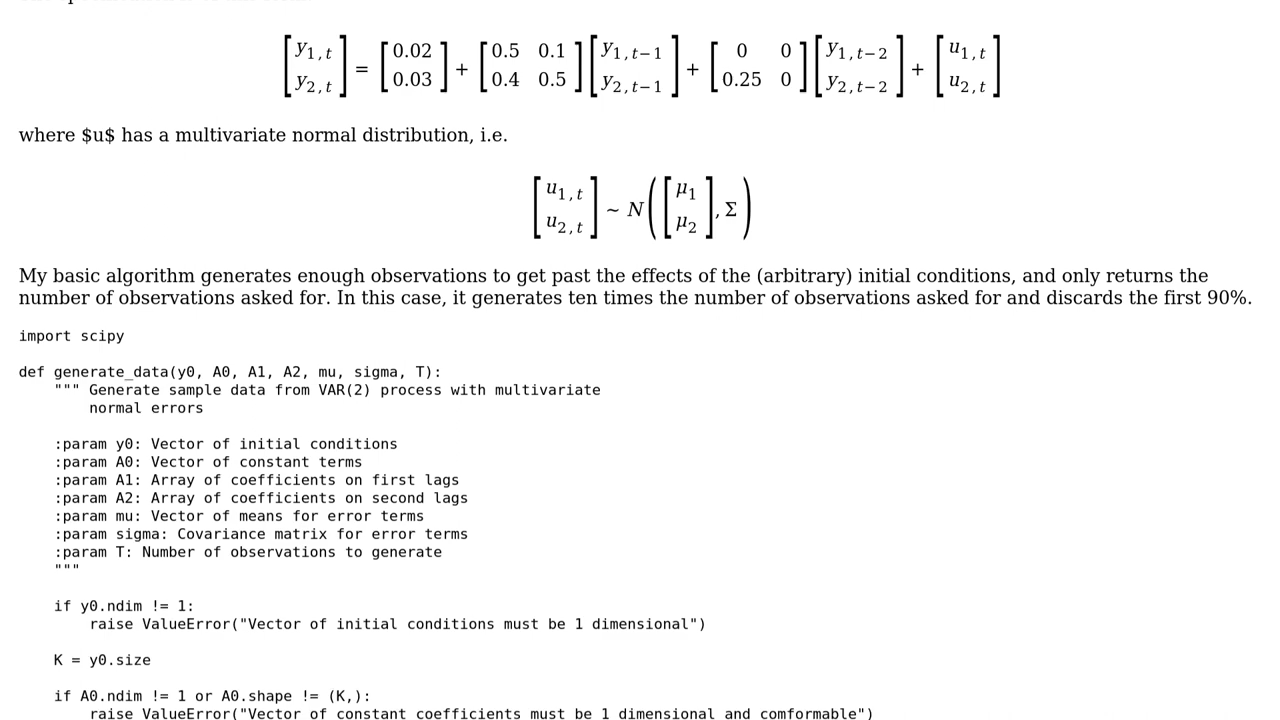 [y1,t y2,t] = [0.02 0.03] + [0.5 0.1 0.4 0.5] [y1,t−1 y2,t−1] + [0 0 0.25 0] [y1,t−2 y2,t−2] + [u1,t u2,t]
where $u$ has a multivariate normal distribution, i.e.
[u1,t u2,t] ~ N([μ1 μ2], Σ)
My basic algorithm generates enough observations to get past the effects of the (arbitrary) initial conditions, and only returns the
number of observations asked for. In this case, it generates ten times the number of observations asked for and discards the first 90%.
import scipy
def generate_data(y0, A0, A1, A2, mu, sigma, T):
    """ Generate sample data from VAR(2) process with multivariate
        normal errors
    :param y0: Vector of initial conditions
    :param A0: Vector of constant terms
    :param A1: Array of coefficients on first lags
    :param A2: Array of coefficients on second lags
    :param mu: Vector of means for error terms
    :param sigma: Covariance matrix for error terms
    :param T: Number of observations to generate
    """
    if y0.ndim != 1:
        raise ValueError("Vector of initial conditions must be 1 dimensional")
    K = y0.size
    if A0.ndim != 1 or A0.shape != (K,):
        raise ValueError("Vector of constant coefficients must be 1 dimensional and comformable")